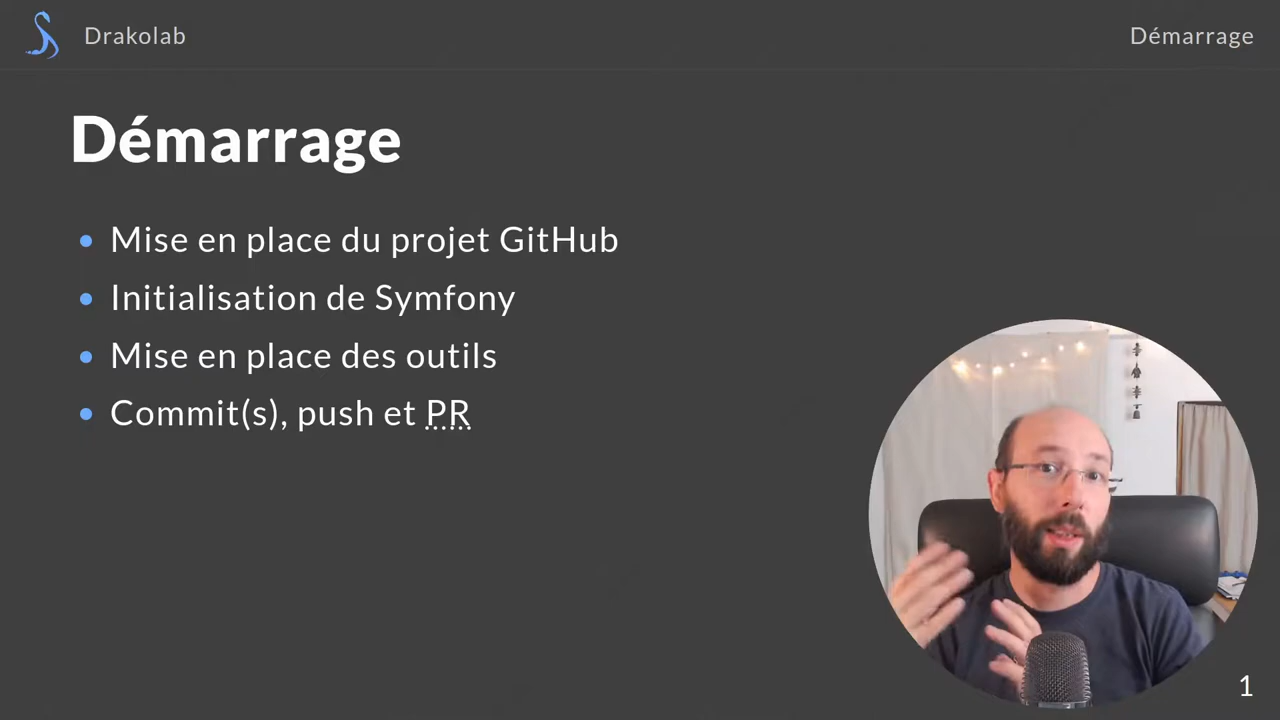 Drakolab
Démarrage
Démarrage
Mise en place du projet GitHub
Initialisation de Symfony
Mise en place des outils
Commit(s), push et PR
1